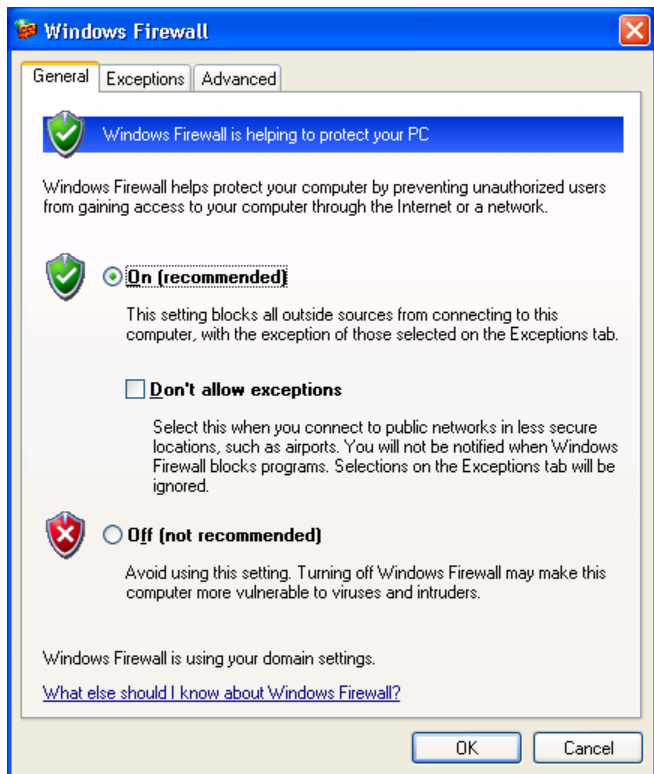 Windows Firewall
General Exceptions Advanced
Windows Firewall is helping to protect your PC
Windows Firewall helps protect your computer by preventing unauthorized users
from gaining access to your computer through the Internet or a network.
On (recommended)
This setting blocks all outside sources from connecting to this
computer, with the exception of those selected on the Exceptions tab.
Don't allow exceptions
Select this when you connect to public networks in less secure
locations, such as airports. You will not be notified when Windows
Firewall blocks programs. Selections on the Exceptions tab will be
ignored.
Off (not recommended)
Avoid using this setting. Turning off Windows Firewall may make this
computer more vulnerable to viruses and intruders.
Windows Firewall is using your domain settings.
What else should I know about Windows Firewall?
OK Cancel